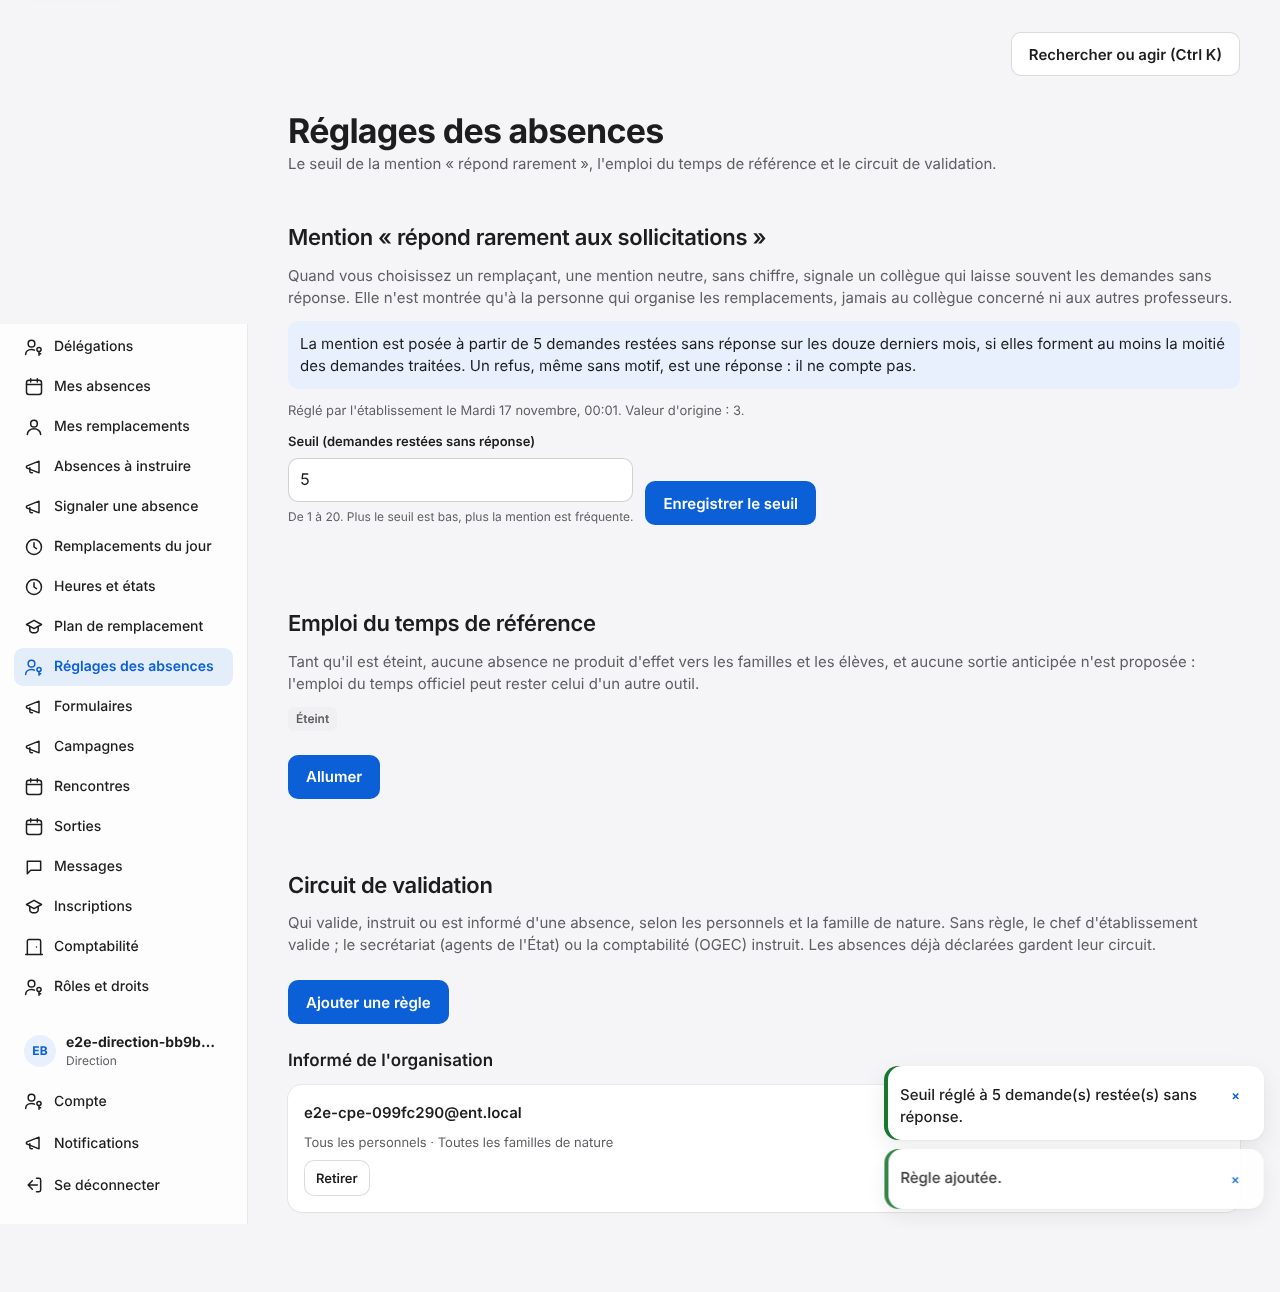 Rechercher ou agir (Ctrl K)
Réglages des absences
Le seuil de la mention « répond rarement », l'emploi du temps de référence et le circuit de validation.
Mention « répond rarement aux sollicitations »
Quand vous choisissez un remplaçant, une mention neutre, sans chiffre, signale un collègue qui laisse souvent les demandes sans
réponse. Elle n'est montrée qu'à la personne qui organise les remplacements, jamais au collègue concerné ni aux autres professeurs.
La mention est posée à partir de 5 demandes restées sans réponse sur les douze derniers mois, si elles forment au moins la moitié
des demandes traitées. Un refus, même sans motif, est une réponse : il ne compte pas.
Réglé par l'établissement le Mardi 17 novembre, 00:01. Valeur d'origine : 3.
Seuil (demandes restées sans réponse)
5
De 1 à 20. Plus le seuil est bas, plus la mention est fréquente.
Enregistrer le seuil
Emploi du temps de référence
Tant qu'il est éteint, aucune absence ne produit d'effet vers les familles et les élèves, et aucune sortie anticipée n'est proposée :
l'emploi du temps officiel peut rester celui d'un autre outil.
Éteint
Allumer
Circuit de validation
Qui valide, instruit ou est informé d'une absence, selon les personnels et la famille de nature. Sans règle, le chef d'établissement
valide ; le secrétariat (agents de l'État) ou la comptabilité (OGEC) instruit. Les absences déjà déclarées gardent leur circuit.
Ajouter une règle
Informé de l'organisation
e2e-cpe-099fc290@ent.local
Tous les personnels · Toutes les familles de nature
Retirer
Délégations
Mes absences
Mes remplacements
Absences à instruire
Signaler une absence
Remplacements du jour
Heures et états
Plan de remplacement
Réglages des absences
Formulaires
Campagnes
Rencontres
Sorties
Messages
Inscriptions
Comptabilité
Rôles et droits
EB
e2e-direction-bb9b...
Direction
Compte
Notifications
Se déconnecter
Seuil réglé à 5 demande(s) restée(s) sans
réponse.
×
Règle ajoutée.
×